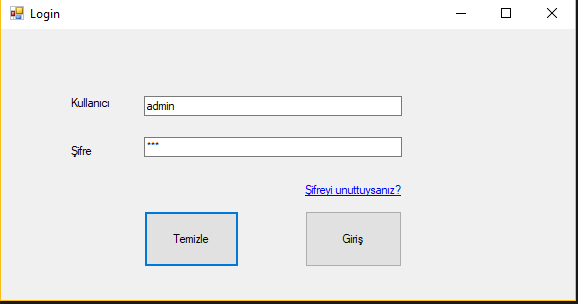 Login
Kullanıcı
admin
Şifre
***
Şifreyi unuttuysanız?
Temizle
Giriş